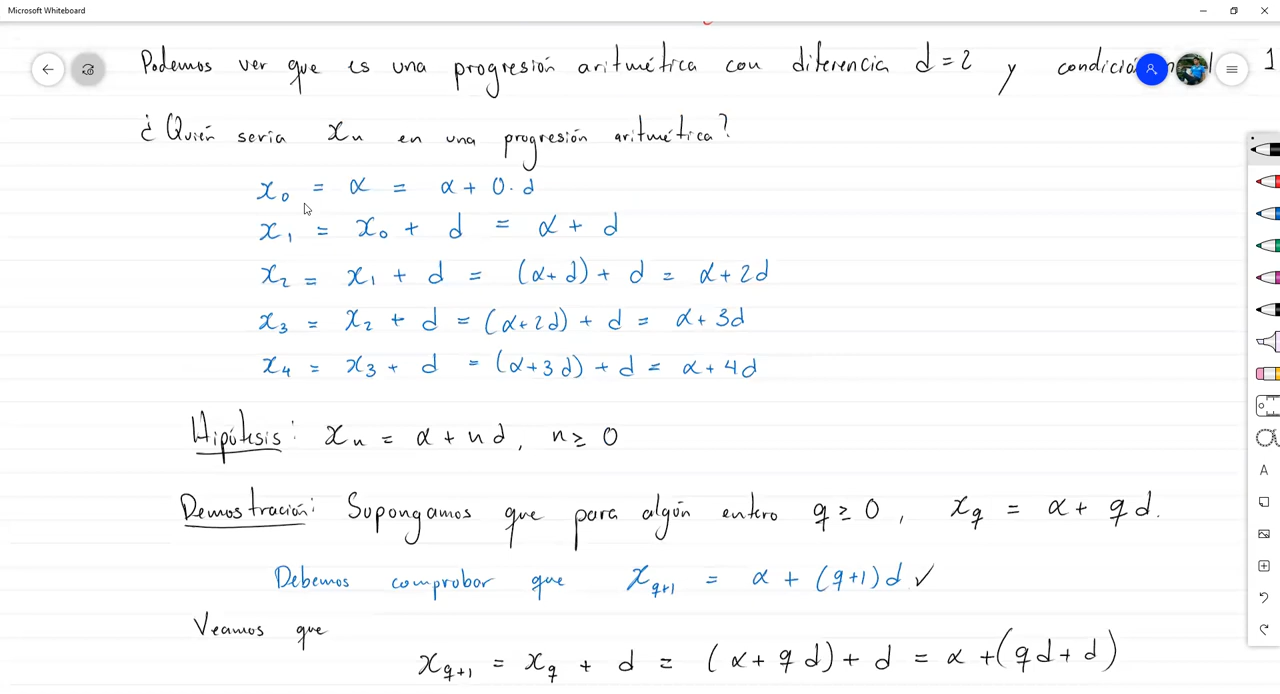 Microsoft Whiteboard
Podemos ver que es una progresión aritmética con diferencia d = 2 y condición 1
¿Quién sería xₙ en una progresión aritmética?
x₀ = α = α + 0·d
x₁ = x₀ + d = α + d
x₂ = x₁ + d = (α+d) + d = α+2d
x₃ = x₂ + d = (α+2d) + d = α+3d
x₄ = x₃ + d = (α+3d) + d = α+4d
Hipótesis: xₙ = α + nd, n ≥ 0
Demostración: Supongamos que para algún entero q ≥ 0, x_q = α + qd.
Debemos comprobar que x_{q+1} = α + (q+1)d ✓
Veamos que
x_{q+1} = x_q + d = (α + qd) + d = α + (qd + d)
A